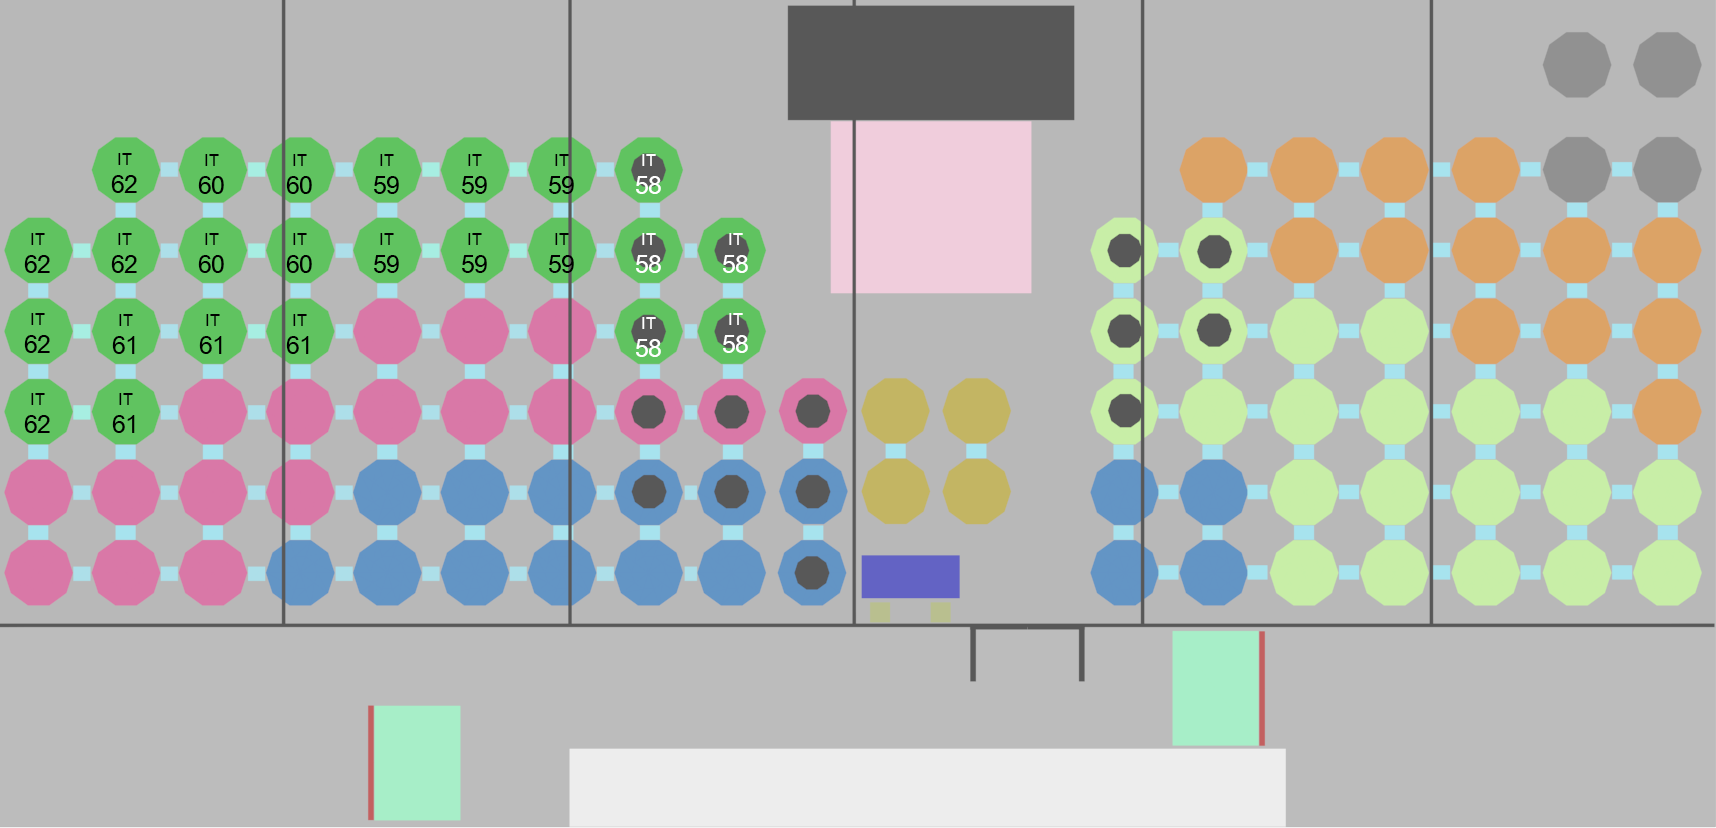 IT IT IT IT IT IT IT
62 60 60 59 59 59 58
IT IT IT IT IT IT IT IT IT
62 62 60 60 59 59 59 58 58
IT IT IT IT IT IT
62 61 61 61 58 58
IT IT
62 61